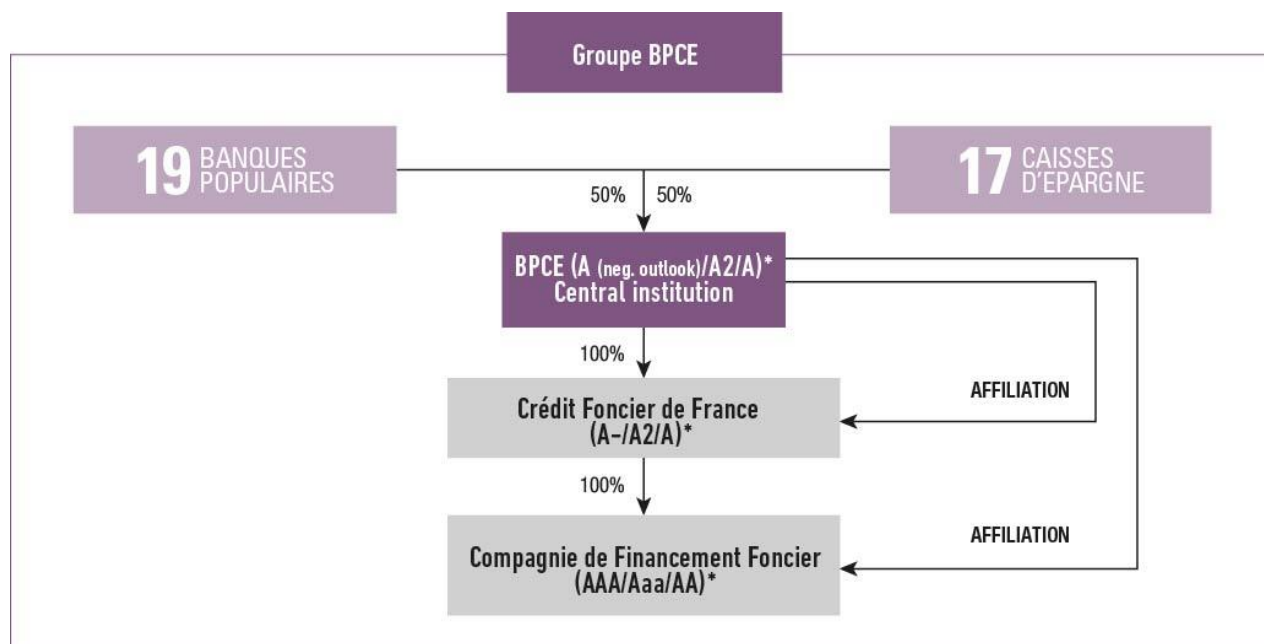 Groupe BPCE
19 BANQUES
POPULAIRES
17 CAISSES
D'EPARGNE
50% 50%
BPCE (A (neg. outlook)/A2/A)*
Central institution
100%
AFFILIATION
Crédit Foncier de France
(A-/A2/A)*
100%
AFFILIATION
Compagnie de Financement Foncier
(AAA/Aaa/AA)*